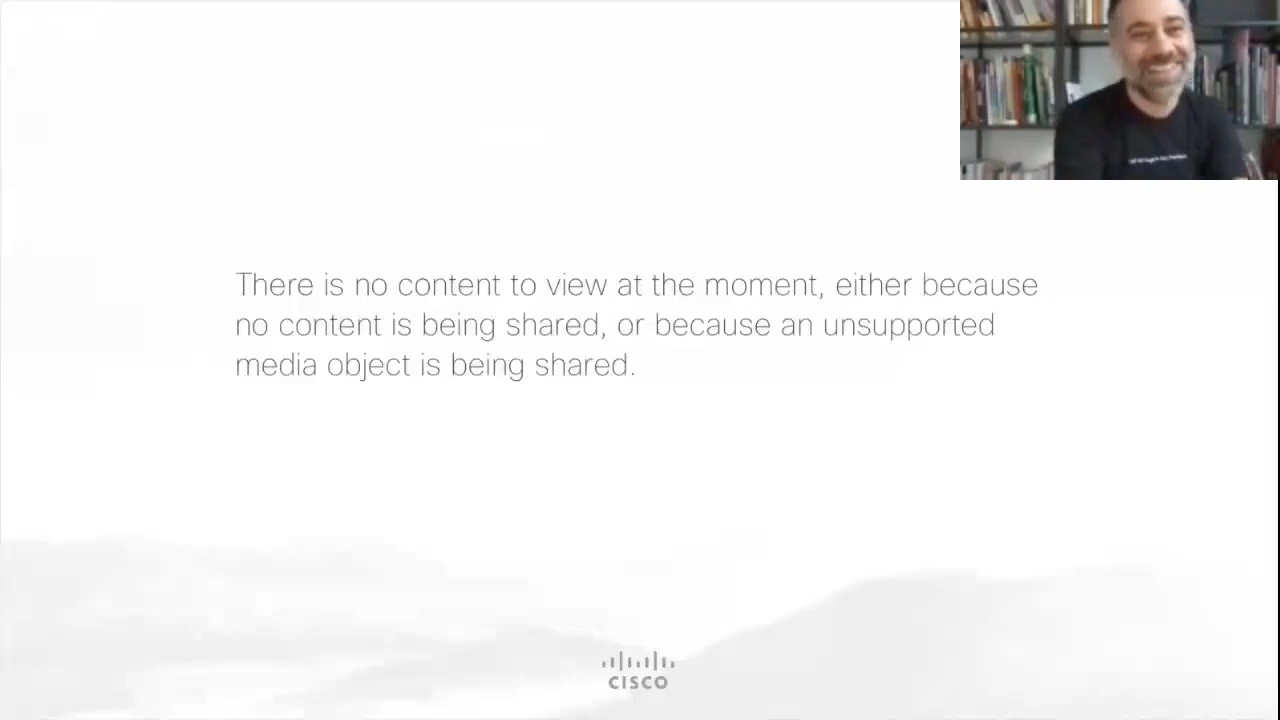 There is no content to view at the moment, either because
no content is being shared, or because an unsupported
media object is being shared.
CISCO